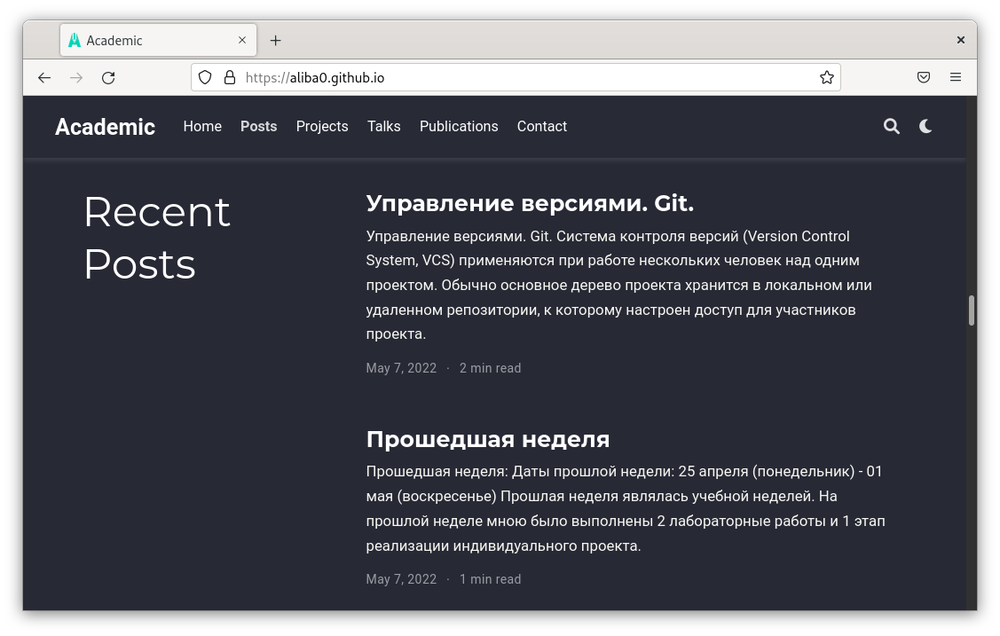 Academic
https://aliba0.github.io
Academic Home Posts Projects Talks Publications Contact
Recent
Posts
Управление версиями. Git.
Управление версиями. Git. Система контроля версий (Version Control
System, VCS) применяются при работе нескольких человек над одним
проектом. Обычно основное дерево проекта хранится в локальном или
удаленном репозитории, к которому настроен доступ для участников
проекта.
May 7, 2022 · 2 min read
Прошедшая неделя
Прошедшая неделя: Даты прошлой недели: 25 апреля (понедельник) - 01
мая (воскресенье) Прошлая неделя являлась учебной неделей. На
прошлой неделе мною было выполнены 2 лабораторные работы и 1 этап
реализации индивидуального проекта.
May 7, 2022 · 1 min read